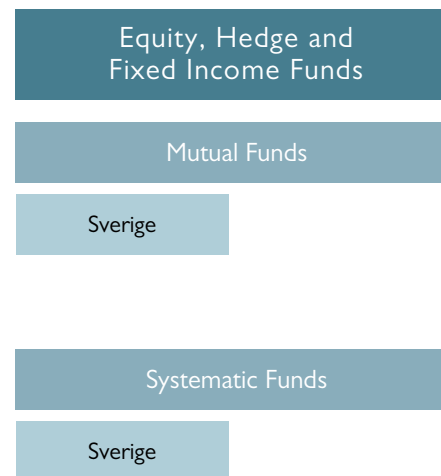 Equity, Hedge and
Fixed Income Funds
Mutual Funds
Sverige
Systematic Funds
Sverige